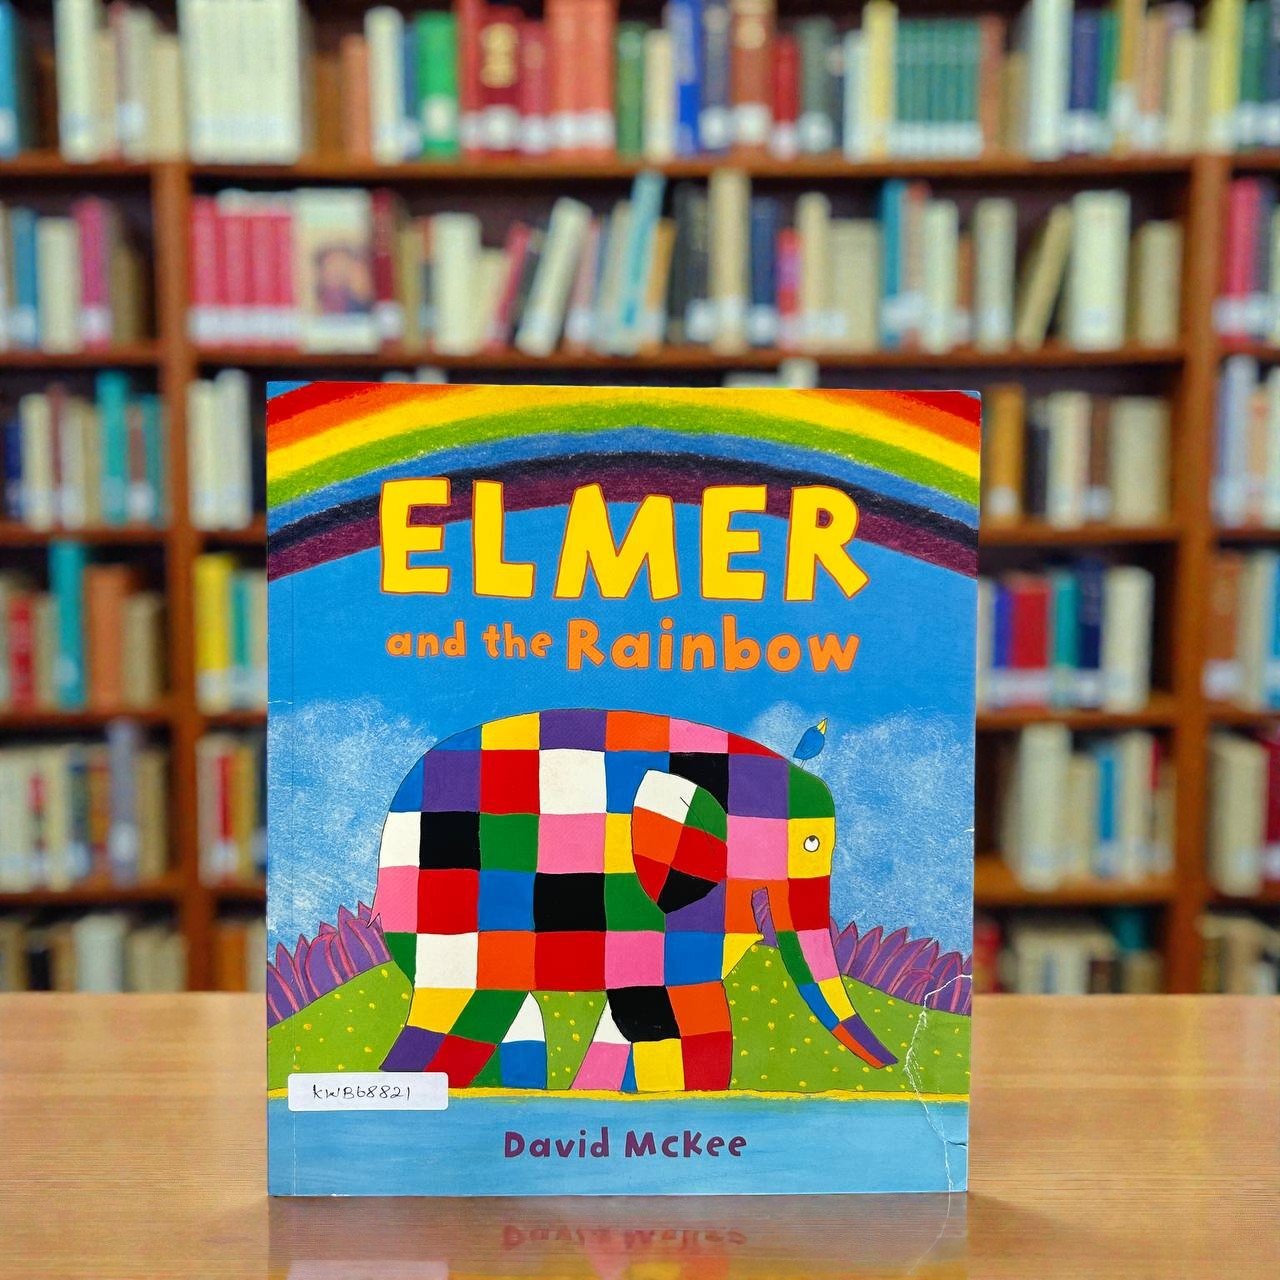 ELMER
and the Rainbow
KWB68821
David McKee